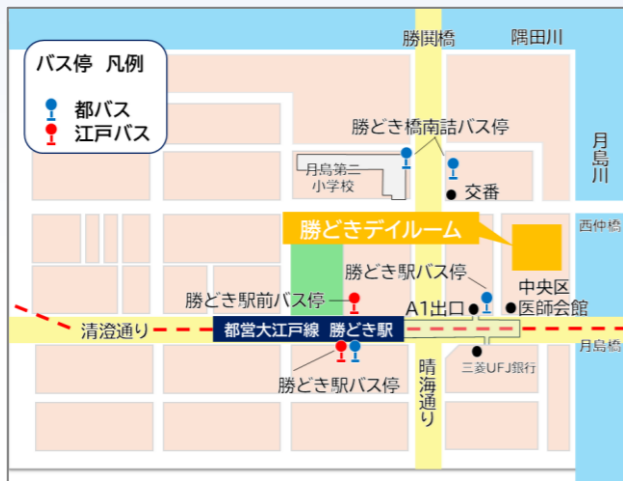 勝鬨橋
隅田川
バス停 凡例
都バス
江戸バス
勝どき橋南詰バス停
月島川
月島第二
小学校
交番
西仲橋
勝どきデイルーム
勝どき駅バス停
中央区
医師会館
勝どき駅前バス停
A1出口
清澄通り
都営大江戸線 勝どき駅
月島橋
三菱UFJ銀行
勝どき駅バス停
晴海通り